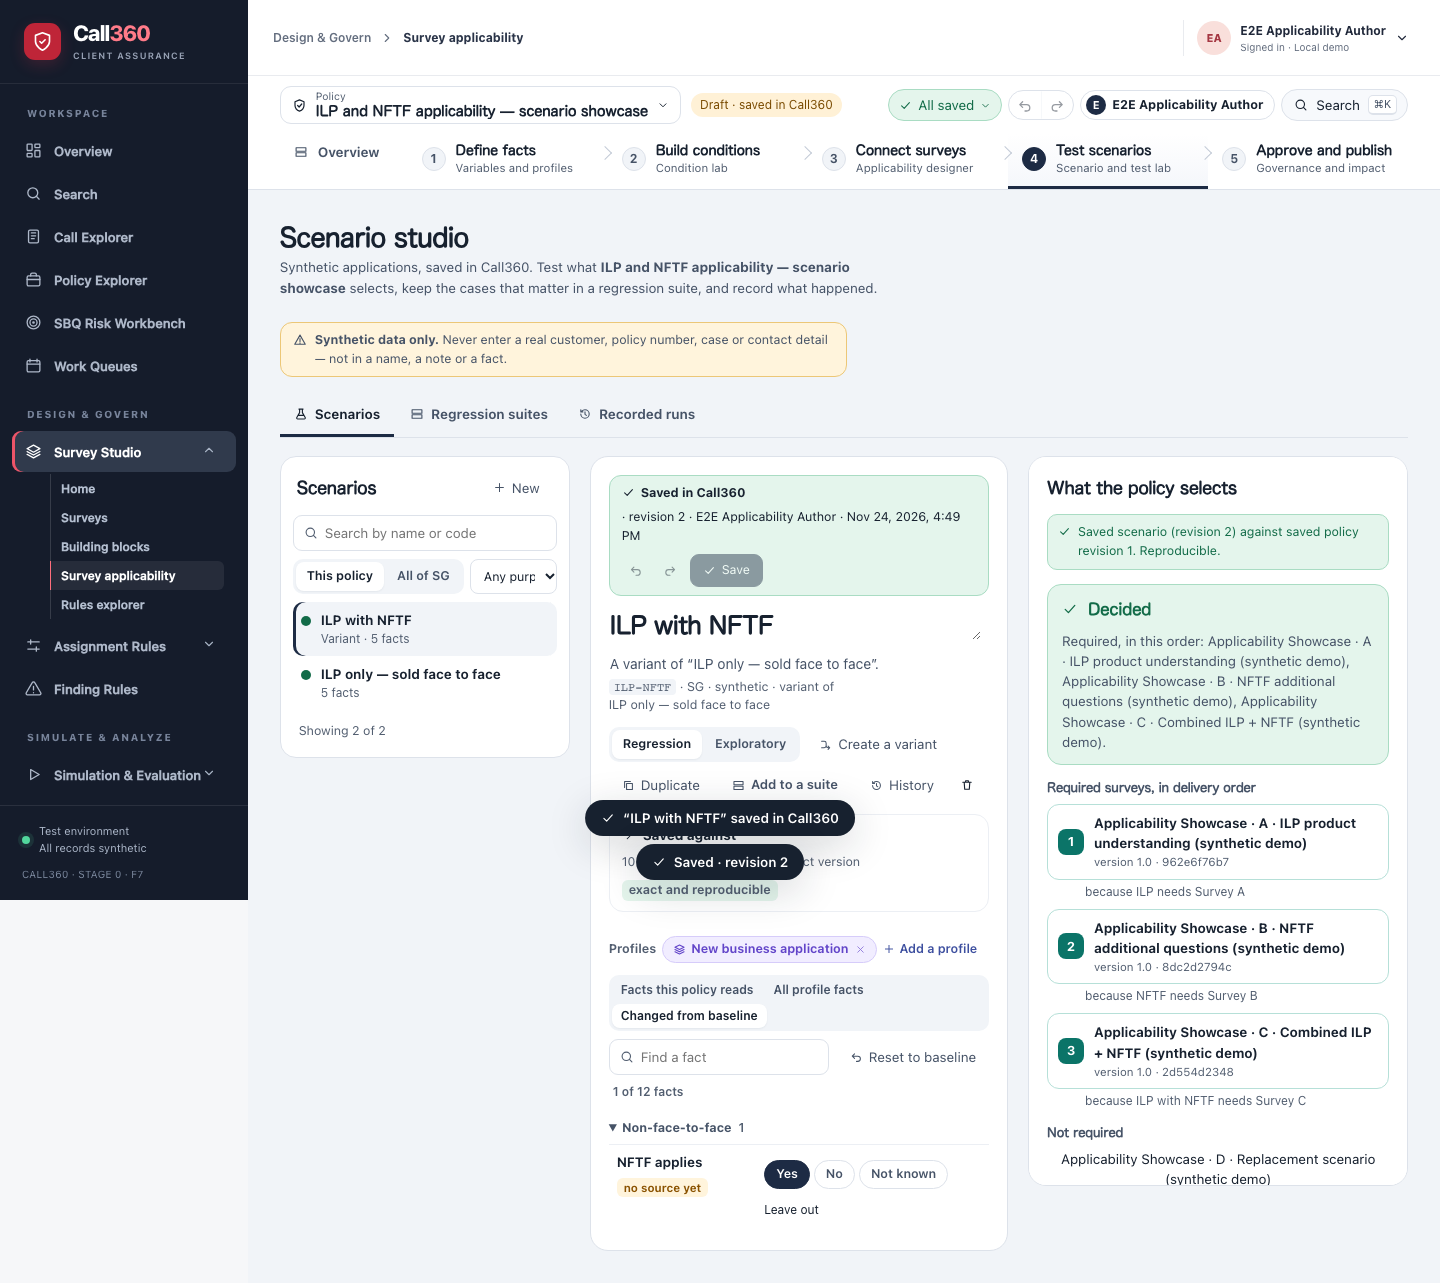 Call360
CLIENT ASSURANCE
WORKSPACE
Overview
Search
Call Explorer
Policy Explorer
SBQ Risk Workbench
Work Queues
DESIGN & GOVERN
Survey Studio
Home
Surveys
Building blocks
Survey applicability
Rules explorer
Assignment Rules
Finding Rules
SIMULATE & ANALYZE
Simulation & Evaluation
Test environment
All records synthetic
CALL360 · STAGE 0 · F7
Design & Govern
Survey applicability
EA
E2E Applicability Author
Signed in · Local demo
Policy
ILP and NFTF applicability — scenario showcase
Draft · saved in Call360
All saved
E
E2E Applicability Author
Search
⌘K
Overview
1
Define facts
Variables and profiles
2
Build conditions
Condition lab
3
Connect surveys
Applicability designer
4
Test scenarios
Scenario and test lab
5
Approve and publish
Governance and impact
Scenario studio
Synthetic applications, saved in Call360. Test what ILP and NFTF applicability — scenario
showcase selects, keep the cases that matter in a regression suite, and record what happened.
Synthetic data only. Never enter a real customer, policy number, case or contact detail
— not in a name, a note or a fact.
Scenarios
Regression suites
Recorded runs
Scenarios
New
Search by name or code
This policy
All of SG
Any purp
ILP with NFTF
Variant · 5 facts
ILP only — sold face to face
5 facts
Showing 2 of 2
Saved in Call360
· revision 2 · E2E Applicability Author · Nov 24, 2026, 4:49
PM
Save
ILP with NFTF
A variant of “ILP only — sold face to face”.
ILP-NFTF · SG · synthetic · variant of
ILP only — sold face to face
Regression
Exploratory
Create a variant
Duplicate
Add to a suite
History
“ILP with NFTF” saved in Call360
Saved against
10
Saved · revision 2
ct version
exact and reproducible
Profiles
New business application
Add a profile
Facts this policy reads
All profile facts
Changed from baseline
Find a fact
Reset to baseline
1 of 12 facts
Non-face-to-face 1
NFTF applies
no source yet
Yes
No
Not known
Leave out
What the policy selects
Saved scenario (revision 2) against saved policy
revision 1. Reproducible.
Decided
Required, in this order: Applicability Showcase · A
· ILP product understanding (synthetic demo),
Applicability Showcase · B · NFTF additional
questions (synthetic demo), Applicability
Showcase · C · Combined ILP + NFTF (synthetic
demo).
Required surveys, in delivery order
1
Applicability Showcase · A · ILP product
understanding (synthetic demo)
version 1.0 · 962e6f76b7
because ILP needs Survey A
2
Applicability Showcase · B · NFTF
additional questions (synthetic demo)
version 1.0 · 8dc2d2794c
because NFTF needs Survey B
3
Applicability Showcase · C · Combined ILP
+ NFTF (synthetic demo)
version 1.0 · 2d554d2348
because ILP with NFTF needs Survey C
Not required
Applicability Showcase · D · Replacement scenario
(synthetic demo)